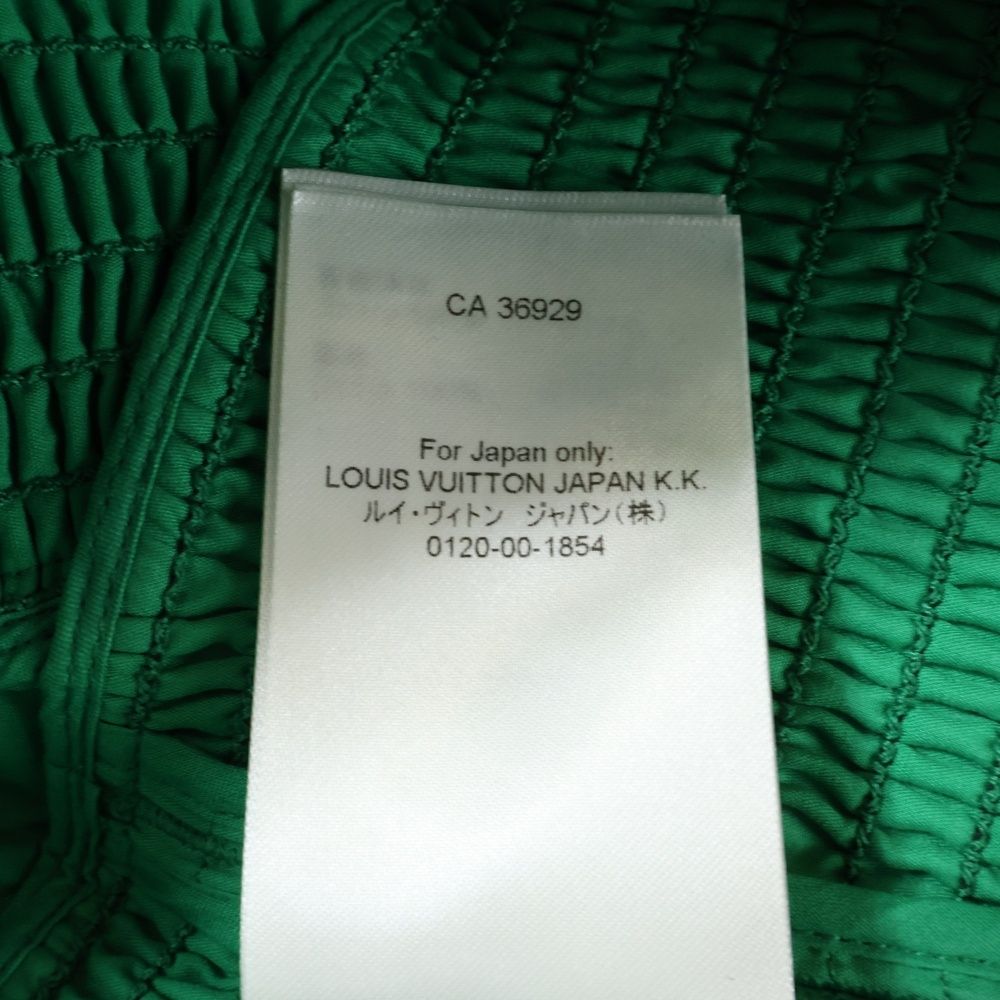 CA 36929
For Japan only:
LOUIS VUITTON JAPAN K.K.
ルイ・ヴィトン ジャパン(株)
0120-00-1854